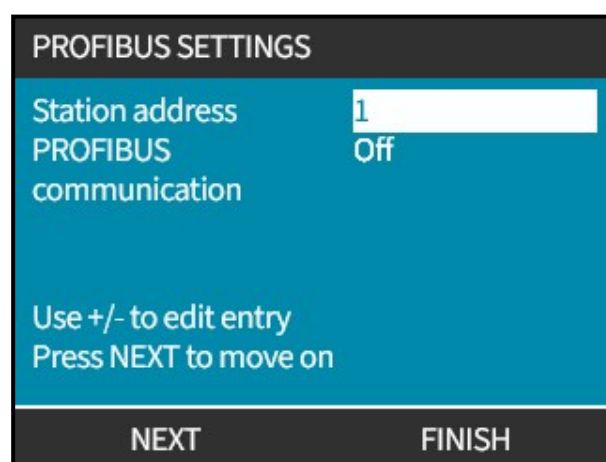 PROFIBUS SETTINGS
Station address 1
PROFIBUS Off
communication
Use +/- to edit entry
Press NEXT to move on
NEXT FINISH